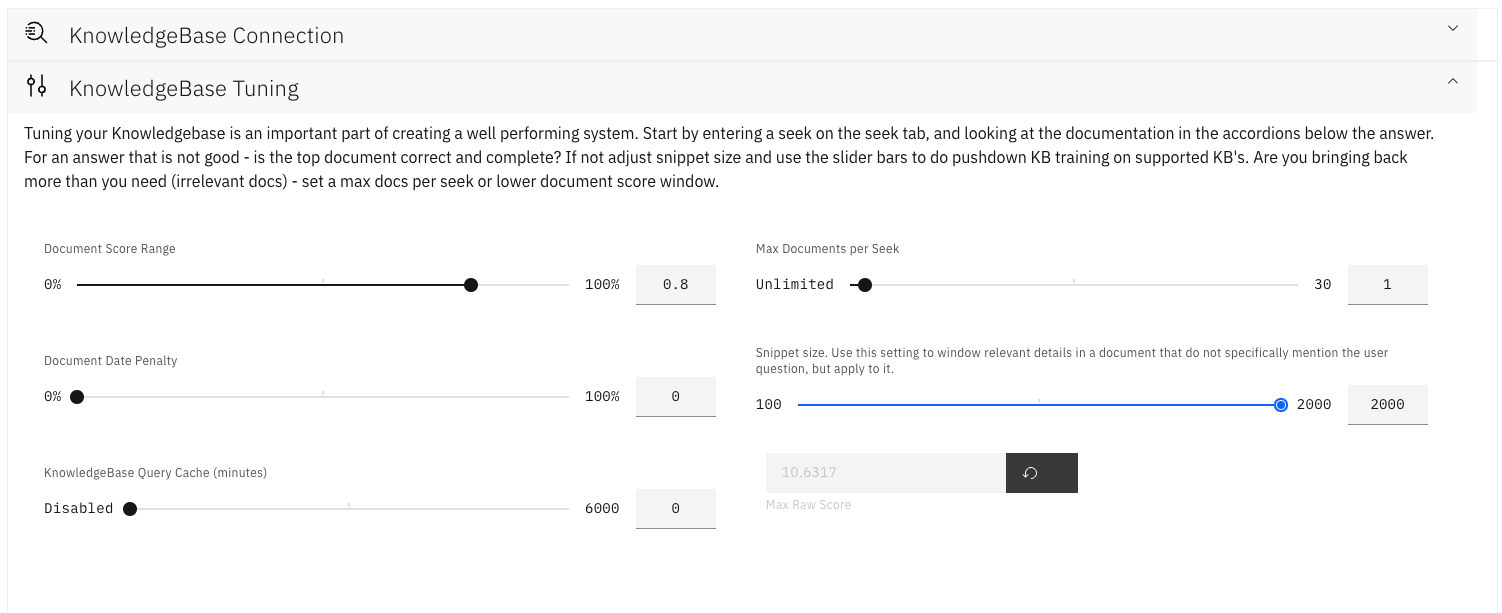 KnowledgeBase Connection
KnowledgeBase Tuning
Tuning your Knowledgebase is an important part of creating a well performing system. Start by entering a seek on the seek tab, and looking at the documentation in the accordions below the answer.
For an answer that is not good - is the top document correct and complete? If not adjust snippet size and use the slider bars to do pushdown KB training on supported KB's. Are you bringing back
more than you need (irrelevant docs) - set a max docs per seek or lower document score window.
Document Score Range
0% 100% 0.8
Max Documents per Seek
Unlimited 30 1
Document Date Penalty
0% 100% 0
Snippet size. Use this setting to window relevant details in a document that do not specifically mention the user
question, but apply to it.
100 2000 2000
KnowledgeBase Query Cache (minutes)
Disabled 6000 0
10.6317
Max Raw Score